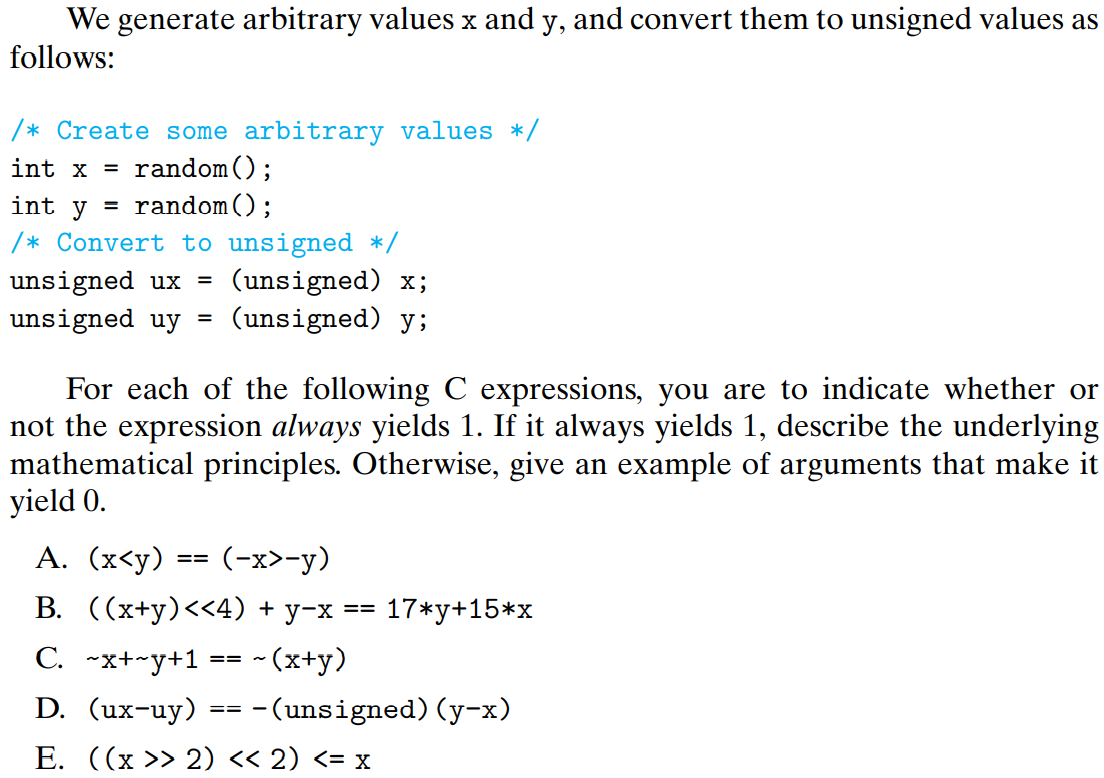 We generate arbitrary values x and y, and convert them to unsigned values as
follows:
/* Create some arbitrary values */
int x = random();
int y = random();
/* Convert to unsigned */
unsigned ux = (unsigned) x;
unsigned uy = (unsigned) y;
For each of the following C expressions, you are to indicate whether or
not the expression always yields 1. If it always yields 1, describe the underlying
mathematical principles. Otherwise, give an example of arguments that make it
yield 0.
A. (x<y) == (-x>-y)
B. ((x+y)<<4) + y-x == 17*y+15*x
C. ~x+~y+1 == ~(x+y)
D. (ux-uy) == -(unsigned)(y-x)
E. ((x >> 2) << 2) <= x